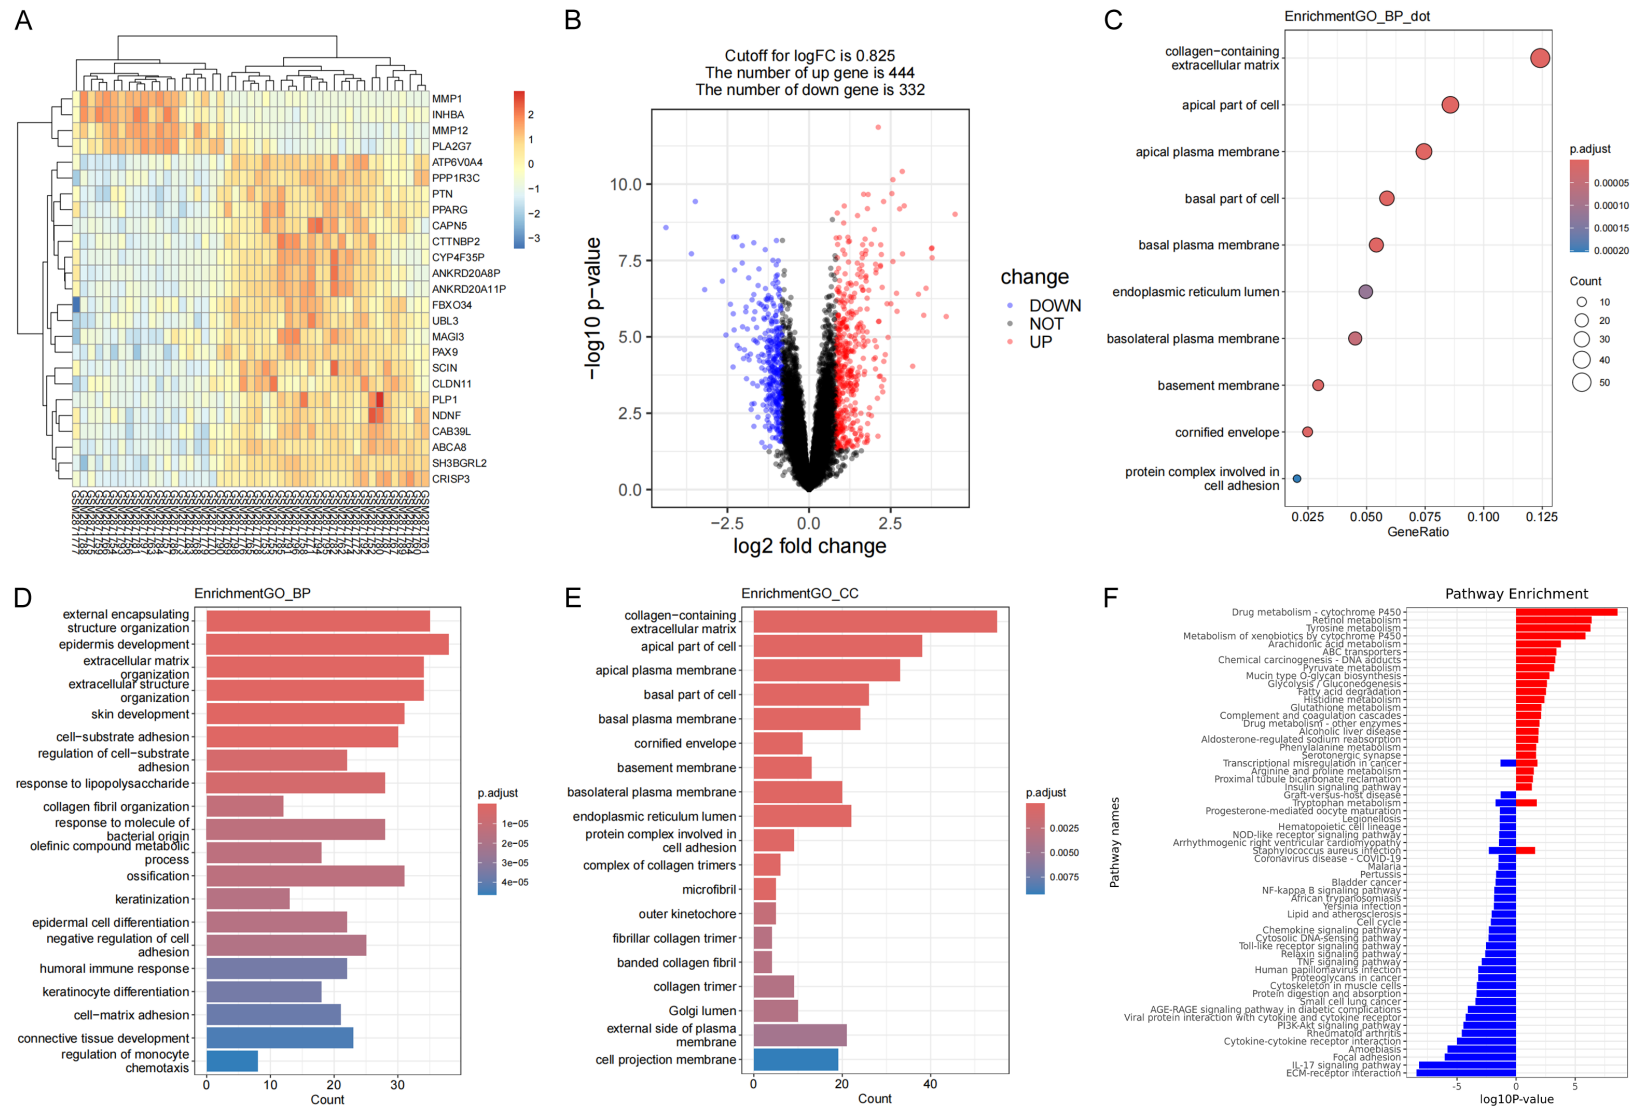 A
MMP1
INHBA
MMP12
PLA2G7
ATP6V0A4
PPP1R3C
PTN
PPARG
CAPN5
CTTNBP2
CYP4F35P
ANKRD20A8P
ANKRD20A11P
FBXO34
UBL3
MAGI3
PAX9
SCIN
CLDN11
PLP1
NDNF
CAB39L
ABCA8
SH3BGRL2
CRISP3
2
1
0
−1
−2
−3
B
Cutoff for logFC is 0.825
The number of up gene is 444
The number of down gene is 332
−log10 p−value
10.0
7.5
5.0
2.5
0.0
−2.5
0.0
2.5
log2 fold change
change
DOWN
NOT
UP
C
EnrichmentGO_BP_dot
collagen−containing
extracellular matrix
apical part of cell
apical plasma membrane
basal part of cell
basal plasma membrane
endoplasmic reticulum lumen
basolateral plasma membrane
basement membrane
cornified envelope
protein complex involved in
cell adhesion
0.025
0.050
0.075
0.100
0.125
GeneRatio
p.adjust
0.00005
0.00010
0.00015
0.00020
Count
10
20
30
40
50
D
EnrichmentGO_BP
external encapsulating
structure organization
epidermis development
extracellular matrix
organization
extracellular structure
organization
skin development
cell−substrate adhesion
regulation of cell−substrate
adhesion
response to lipopolysaccharide
collagen fibril organization
response to molecule of
bacterial origin
olefinic compound metabolic
process
ossification
keratinization
epidermal cell differentiation
negative regulation of cell
adhesion
humoral immune response
keratinocyte differentiation
cell−matrix adhesion
connective tissue development
regulation of monocyte
chemotaxis
0
10
20
30
Count
p.adjust
1e−05
2e−05
3e−05
4e−05
E
EnrichmentGO_CC
collagen−containing
extracellular matrix
apical part of cell
apical plasma membrane
basal part of cell
basal plasma membrane
cornified envelope
basement membrane
basolateral plasma membrane
endoplasmic reticulum lumen
protein complex involved in
cell adhesion
complex of collagen trimers
microfibril
outer kinetochore
fibrillar collagen trimer
banded collagen fibril
collagen trimer
Golgi lumen
external side of plasma
membrane
cell projection membrane
0
20
40
Count
p.adjust
0.0025
0.0050
0.0075
F
Pathway Enrichment
Pathway names
Drug metabolism - cytochrome P450
Retinol metabolism
Tyrosine metabolism
Metabolism of xenobiotics by cytochrome P450
Arachidonic acid metabolism
ABC transporters
Chemical carcinogenesis - DNA adducts
Pyruvate metabolism
Mucin type O-glycan biosynthesis
Glycolysis / Gluconeogenesis
Fatty acid degradation
Histidine metabolism
Glutathione metabolism
Complement and coagulation cascades
Drug metabolism - other enzymes
Alcoholic liver disease
Aldosterone-regulated sodium reabsorption
Phenylalanine metabolism
Serotonergic synapse
Transcriptional misregulation in cancer
Arginine and proline metabolism
Proximal tubule bicarbonate reclamation
Insulin signaling pathway
Graft-versus-host disease
Tryptophan metabolism
Progesterone-mediated oocyte maturation
Legionellosis
Hematopoietic cell lineage
NOD-like receptor signaling pathway
Arrhythmogenic right ventricular cardiomyopathy
Staphylococcus aureus infection
Coronavirus disease - COVID-19
Malaria
Pertussis
Bladder cancer
NF-kappa B signaling pathway
African trypanosomiasis
Yersinia infection
Lipid and atherosclerosis
Cell cycle
Chemokine signaling pathway
Cytosolic DNA-sensing pathway
Toll-like receptor signaling pathway
Relaxin signaling pathway
TNF signaling pathway
Human papillomavirus infection
Proteoglycans in cancer
Cytoskeleton in muscle cells
Protein digestion and absorption
Small cell lung cancer
AGE-RAGE signaling pathway in diabetic complications
Viral protein interaction with cytokine and cytokine receptor
PI3K-Akt signaling pathway
Rheumatoid arthritis
Cytokine-cytokine receptor interaction
Amoebiasis
Focal adhesion
IL-17 signaling pathway
ECM-receptor interaction
-5
0
5
log10P-value